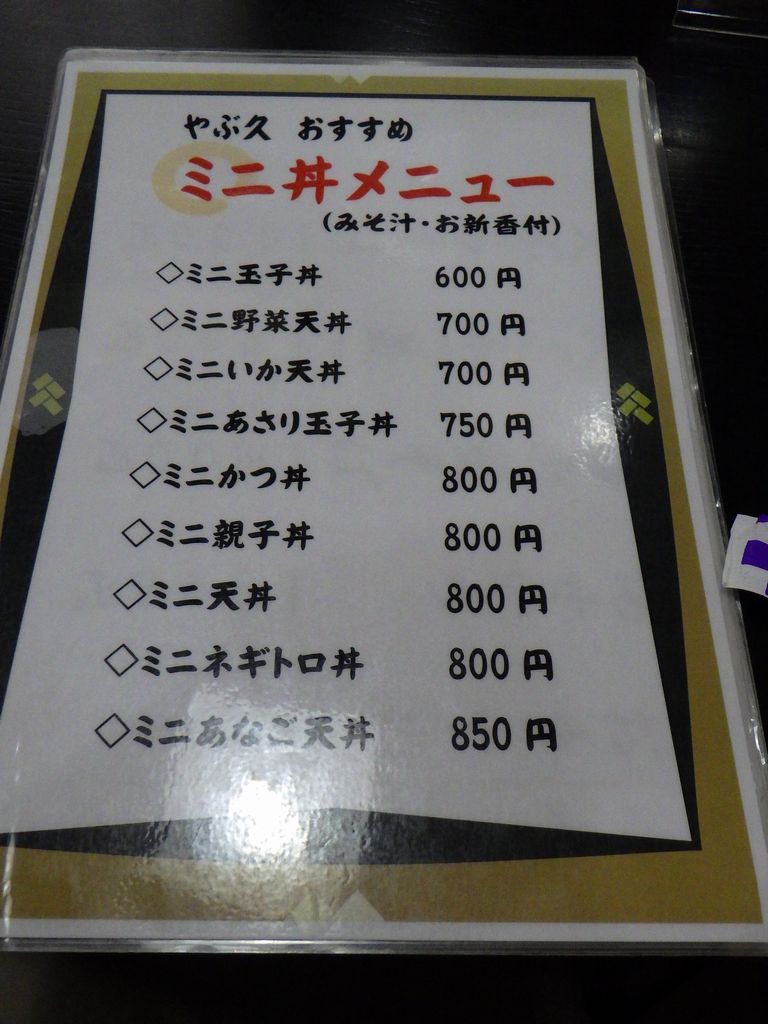 やぶ久 おすすめ
ミニ丼メニュー
(みそ汁・お新香付)
◇ミニ玉子丼 600円
◇ミニ野菜天丼 700円
◇ミニいか天丼 700円
◇ミニあさり玉子丼 750円
◇ミニかつ丼 800円
◇ミニ親子丼 800円
◇ミニ天丼 800円
◇ミニネギトロ丼 800円
◇ミニあなご天丼 850円